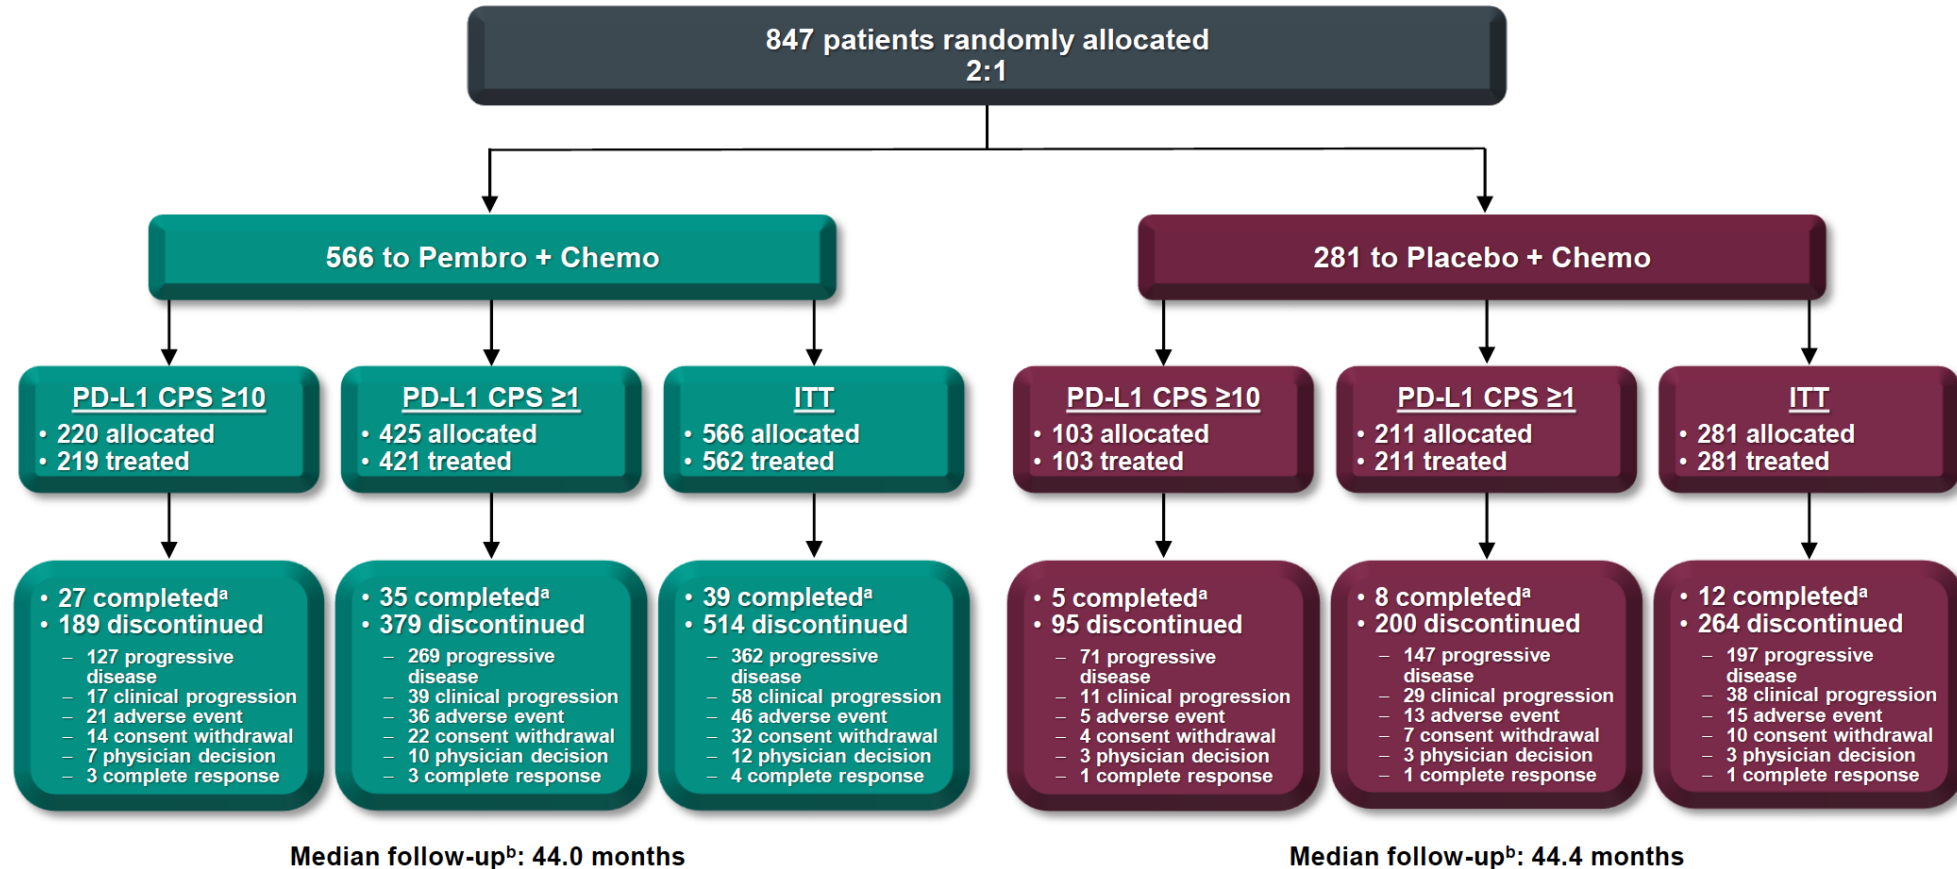 847 patients randomly allocated
2:1
566 to Pembro + Chemo
281 to Placebo + Chemo
PD-L1 CPS ≥10
• 220 allocated
• 219 treated
PD-L1 CPS ≥1
• 425 allocated
• 421 treated
ITT
• 566 allocated
• 562 treated
PD-L1 CPS ≥10
• 103 allocated
• 103 treated
PD-L1 CPS ≥1
• 211 allocated
• 211 treated
ITT
• 281 allocated
• 281 treated
• 27 completedᵃ
• 189 discontinued
– 127 progressive
disease
– 17 clinical progression
– 21 adverse event
– 14 consent withdrawal
– 7 physician decision
– 3 complete response
• 35 completedᵃ
• 379 discontinued
– 269 progressive
disease
– 39 clinical progression
– 36 adverse event
– 22 consent withdrawal
– 10 physician decision
– 3 complete response
• 39 completedᵃ
• 514 discontinued
– 362 progressive
disease
– 58 clinical progression
– 46 adverse event
– 32 consent withdrawal
– 12 physician decision
– 4 complete response
• 5 completedᵃ
• 95 discontinued
– 71 progressive
disease
– 11 clinical progression
– 5 adverse event
– 4 consent withdrawal
– 3 physician decision
– 1 complete response
• 8 completedᵃ
• 200 discontinued
– 147 progressive
disease
– 29 clinical progression
– 13 adverse event
– 7 consent withdrawal
– 3 physician decision
– 1 complete response
• 12 completedᵃ
• 264 discontinued
– 197 progressive
disease
– 38 clinical progression
– 15 adverse event
– 10 consent withdrawal
– 3 physician decision
– 1 complete response
Median follow-upᵇ: 44.0 months
Median follow-upᵇ: 44.4 months